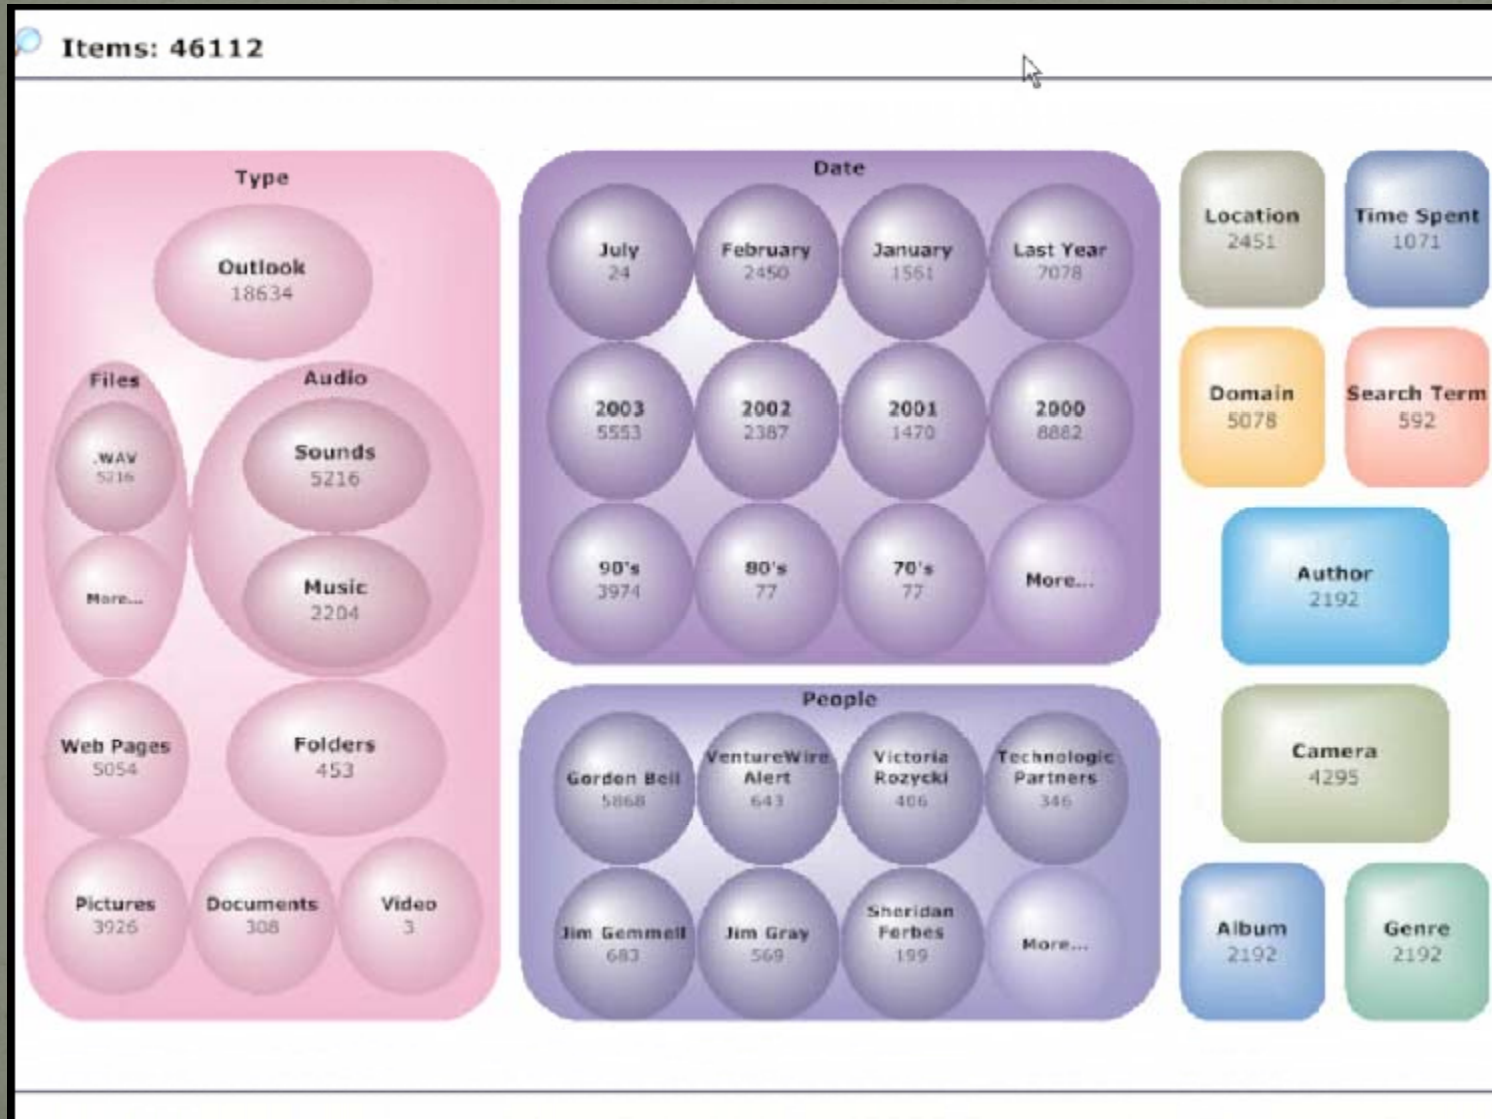 Items: 46112
Type
Outlook
18634
Files
.WAV
5216
More...
Audio
Sounds
5216
Music
2204
Web Pages
5054
Folders
453
Pictures
3926
Documents
308
Video
3
Date
July
24
February
2450
January
1561
Last Year
7078
2003
5553
2002
2387
2001
1470
2000
8882
90's
3974
80's
77
70's
77
More...
People
Gordon Bell
5868
VentureWire
Alert
643
Victoria
Rozycki
406
Technologic
Partners
346
Jim Gemmell
683
Jim Gray
569
Sheridan
Forbes
199
More...
Location
2451
Time Spent
1071
Domain
5078
Search Term
592
Author
2192
Camera
4295
Album
2192
Genre
2192